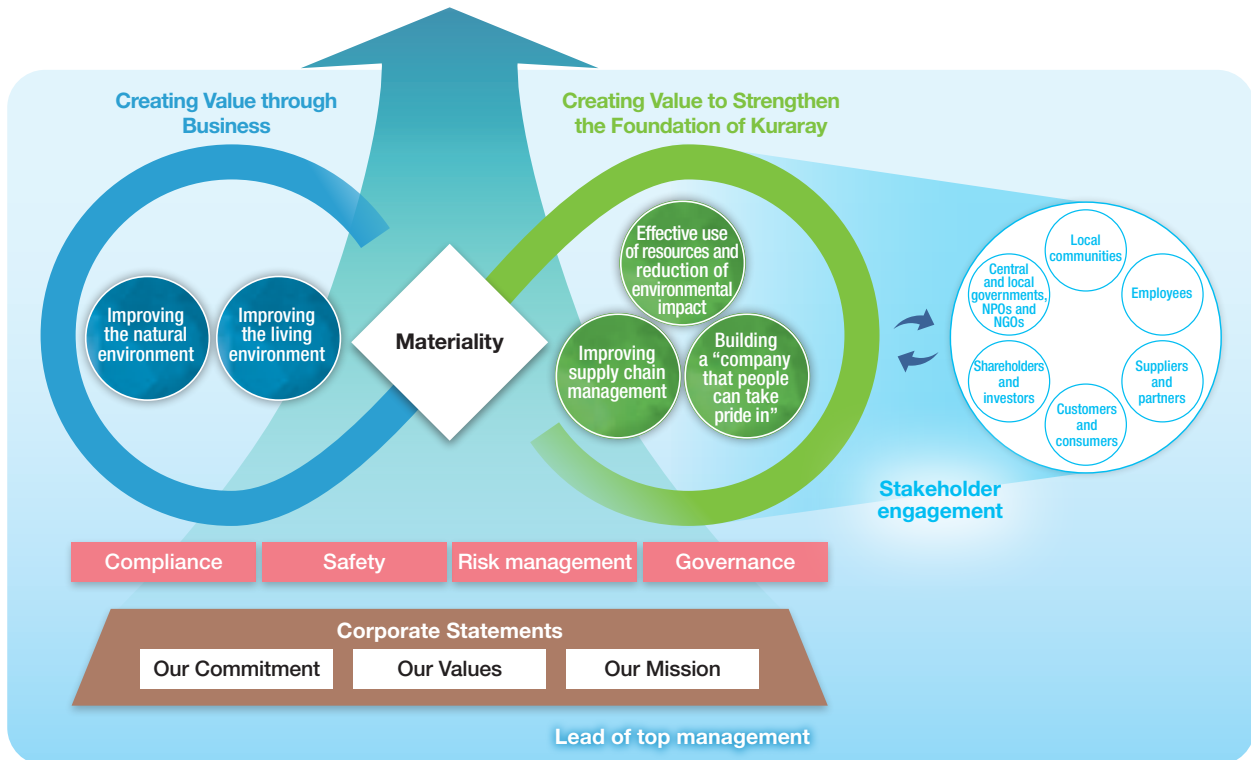 Creating Value through
Business
Creating Value to Strengthen
the Foundation of Kuraray
Improving
the natural
environment
Improving
the living
environment
Materiality
Effective use
of resources and
reduction of
environmental
impact
Improving
supply chain
management
Building
a “company
that people
can take
pride in”
Local
communities
Central
and local
governments,
NPOs and
NGOs
Employees
Shareholders
and
investors
Suppliers
and
partners
Customers
and
consumers
Stakeholder
engagement
Compliance
Safety
Risk management
Governance
Corporate Statements
Our Commitment
Our Values
Our Mission
Lead of top management